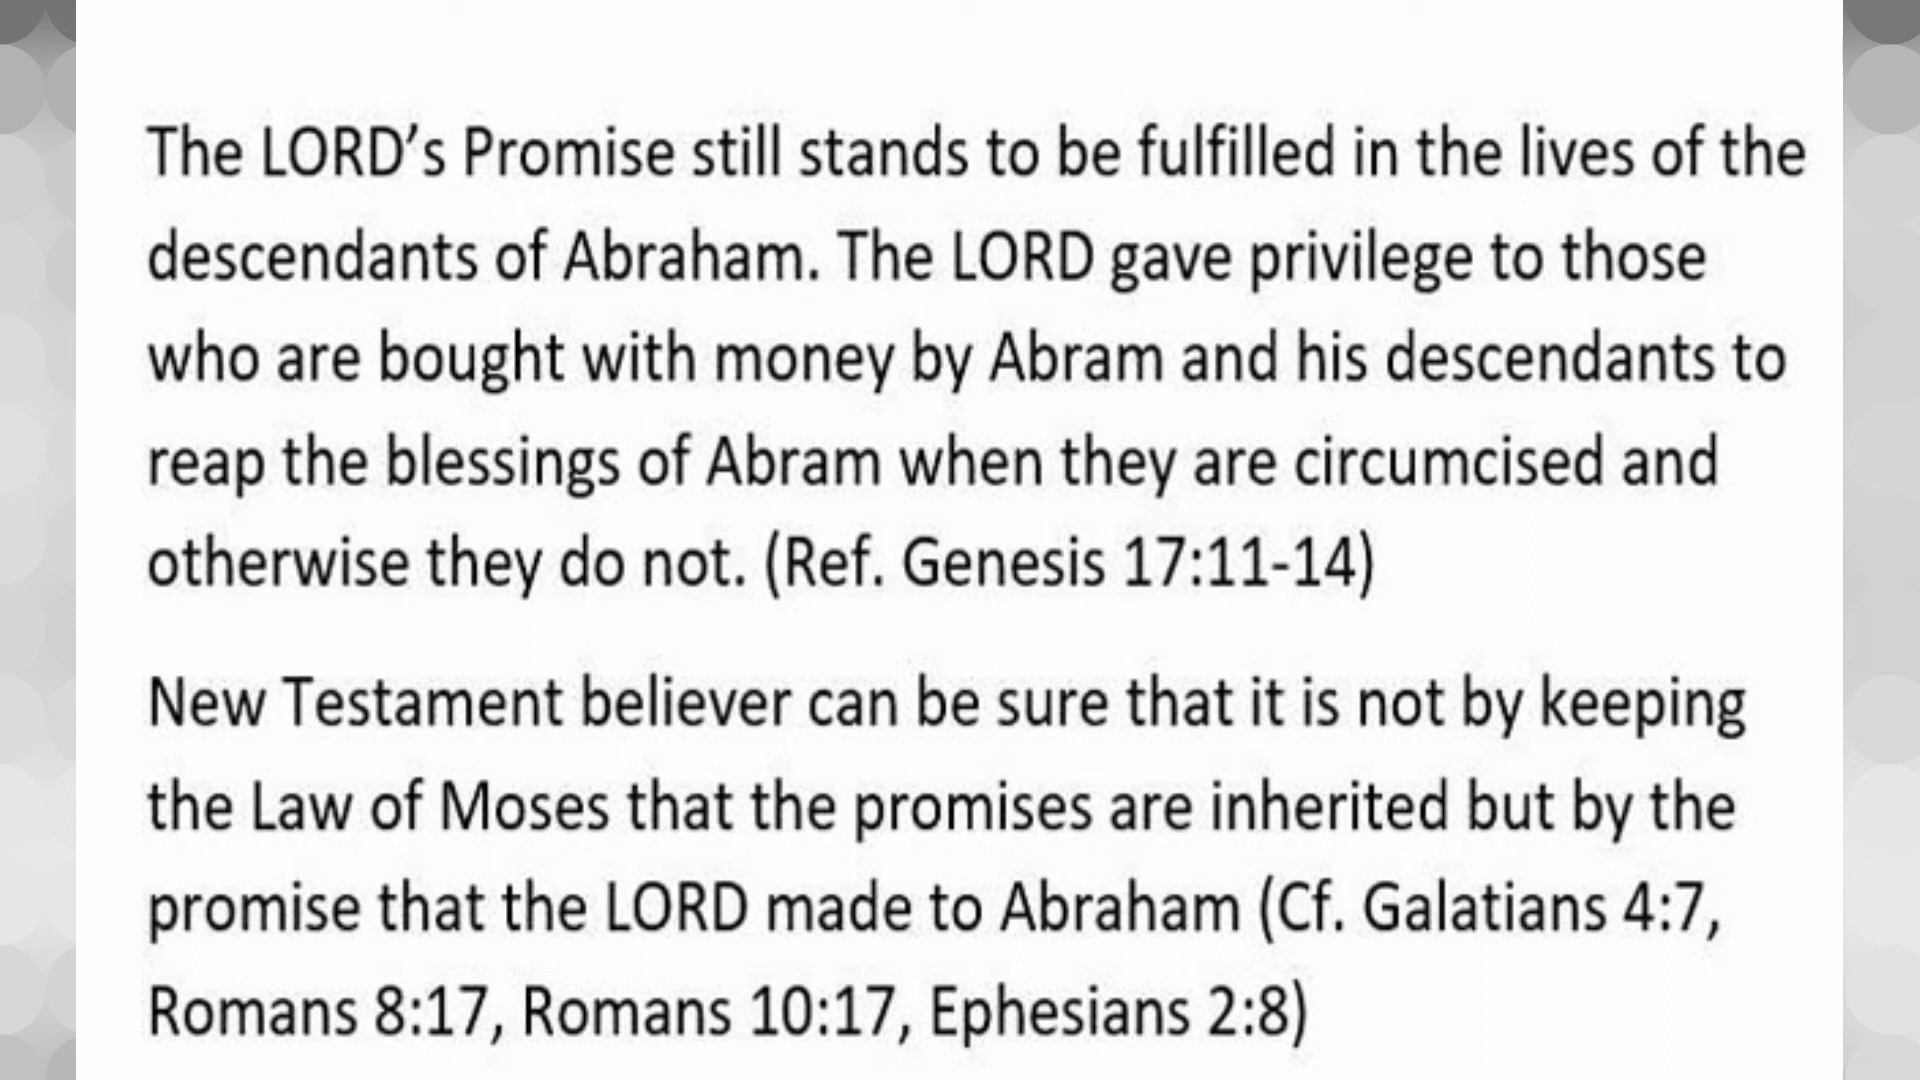 The LORD’s Promise still stands to be fulfilled in the lives of the
descendants of Abraham. The LORD gave privilege to those
who are bought with money by Abram and his descendants to
reap the blessings of Abram when they are circumcised and
otherwise they do not. (Ref. Genesis 17:11-14)
New Testament believer can be sure that it is not by keeping
the Law of Moses that the promises are inherited but by the
promise that the LORD made to Abraham (Cf. Galatians 4:7,
Romans 8:17, Romans 10:17, Ephesians 2:8)